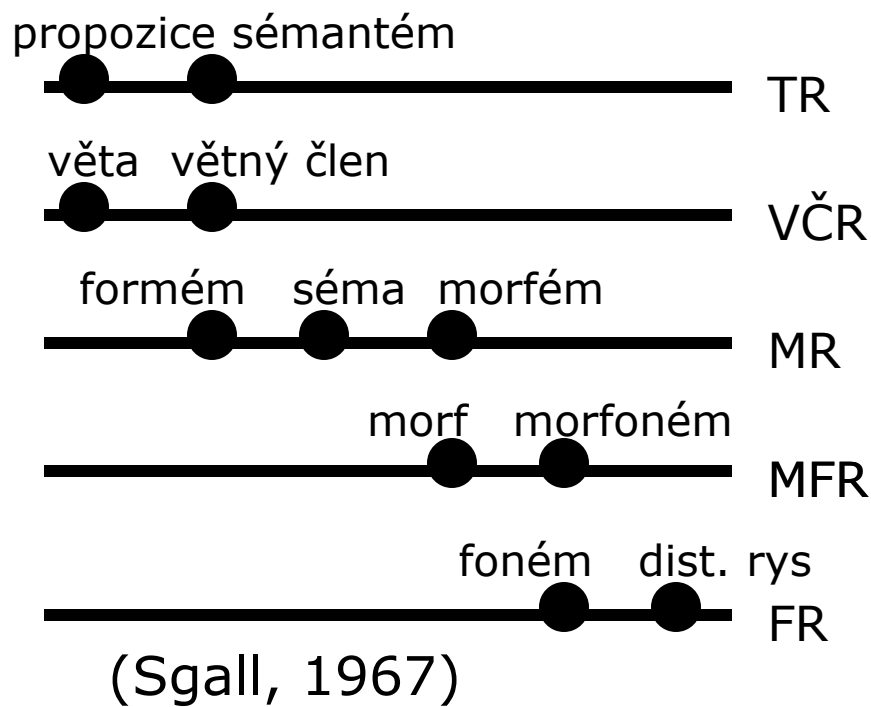 propozice sémantém
TR
věta větný člen
VČR
formém séma morfém
MR
morf morfoném
MFR
foném dist. rys
FR
(Sgall, 1967)